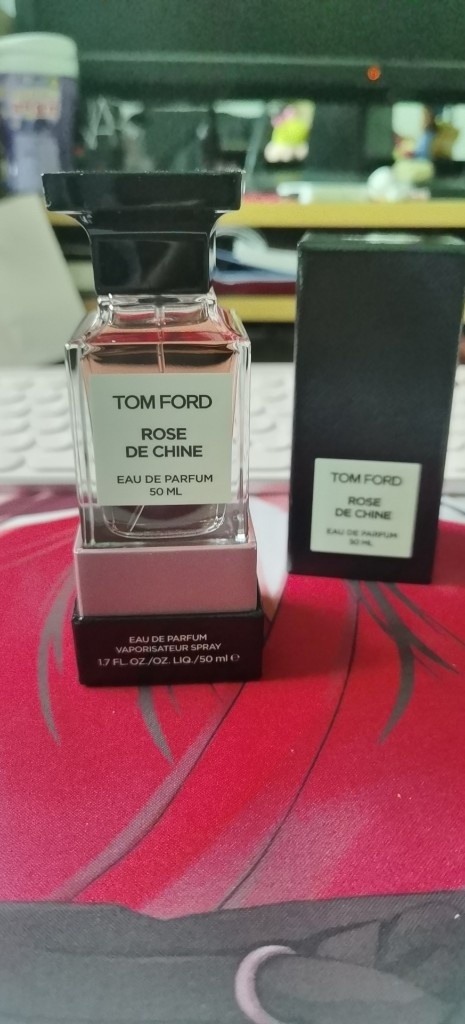 TOM FORD
ROSE
DE CHINE
EAU DE PARFUM
50 ML
EAU DE PARFUM
VAPORISATEUR SPRAY
1.7 FL. OZ./OZ. LIQ./50 ml ℮
TOM FORD
ROSE
DE CHINE
EAU DE PARFUM
50 ML